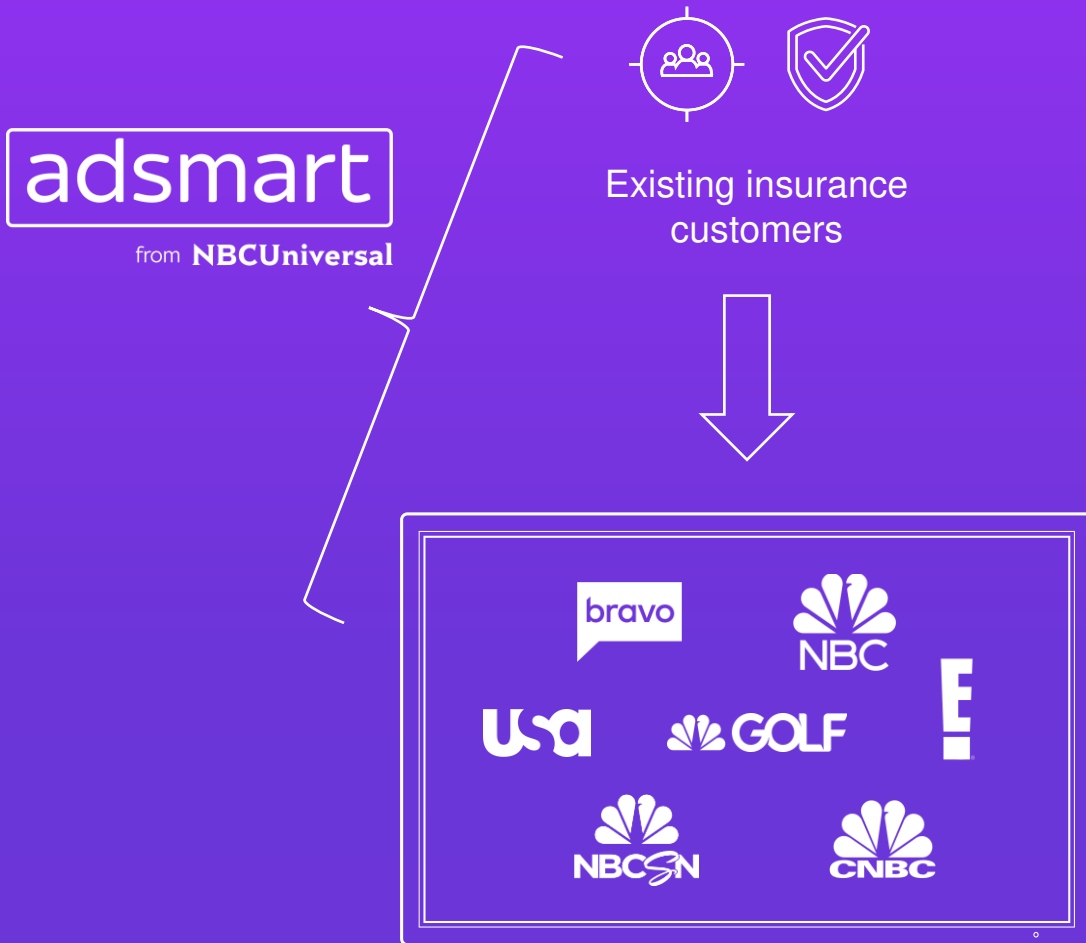 adsmart
from NBCUniversal
Existing insurance
customers
bravo
NBC
usa
GOLF
E!
NBCSN
CNBC